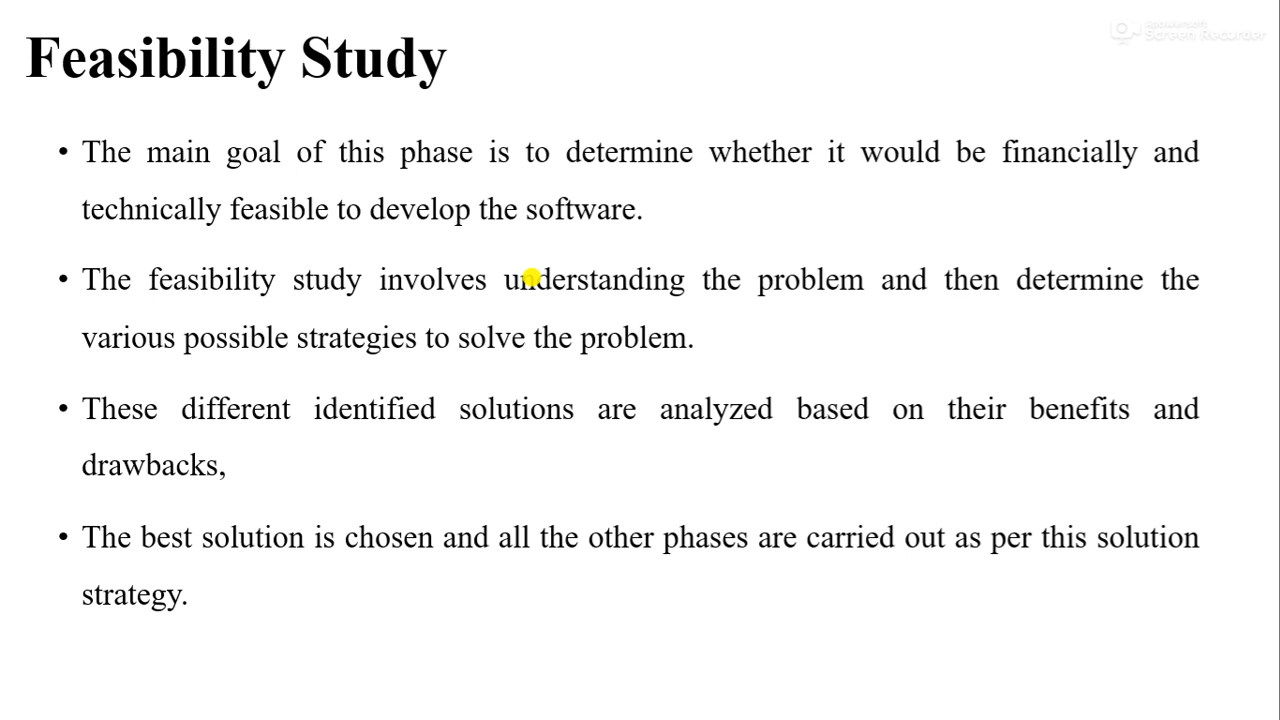 Apowersoft
Screen Recorder
Feasibility Study
• The main goal of this phase is to determine whether it would be financially and
technically feasible to develop the software.
• The feasibility study involves understanding the problem and then determine the
various possible strategies to solve the problem.
• These different identified solutions are analyzed based on their benefits and
drawbacks,
• The best solution is chosen and all the other phases are carried out as per this solution
strategy.